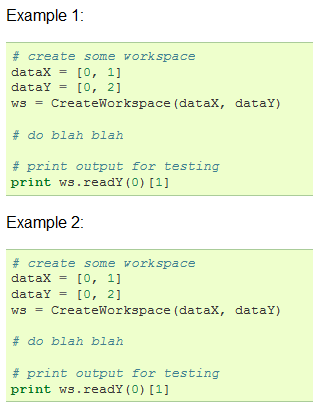 Example 1:
# create some workspace
dataX = [0, 1]
dataY = [0, 2]
ws = CreateWorkspace(dataX, dataY)
# do blah blah
# print output for testing
print ws.readY(0)[1]
Example 2:
# create some workspace
dataX = [0, 1]
dataY = [0, 2]
ws = CreateWorkspace(dataX, dataY)
# do blah blah
# print output for testing
print ws.readY(0)[1]